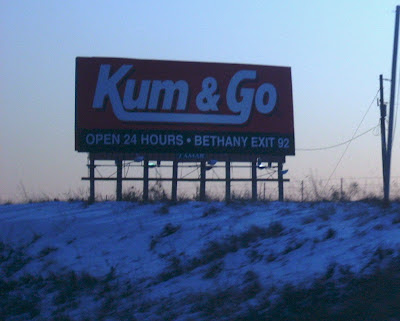 Kum & Go
OPEN 24 HOURS • BETHANY EXIT 92